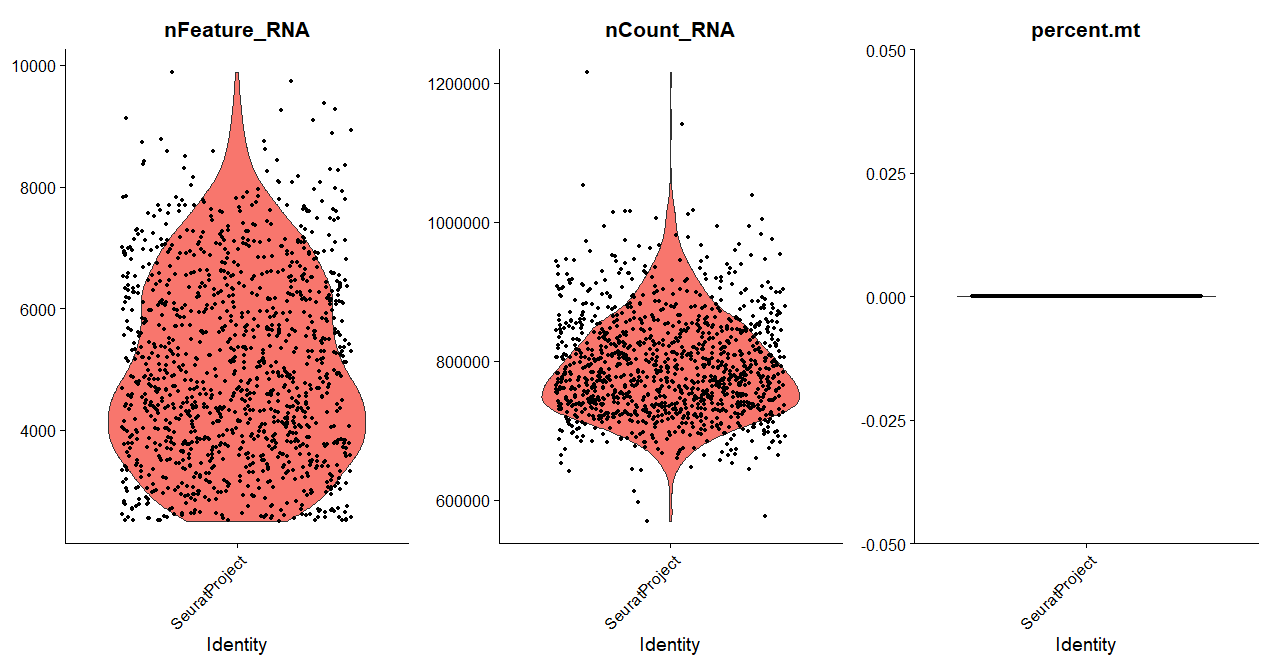 nFeature_RNA
10000
8000
6000
4000
SeuratProject
Identity
nCount_RNA
1200000
1000000
800000
600000
SeuratProject
Identity
percent.mt
0.050
0.025
0.000
-0.025
-0.050
SeuratProject
Identity